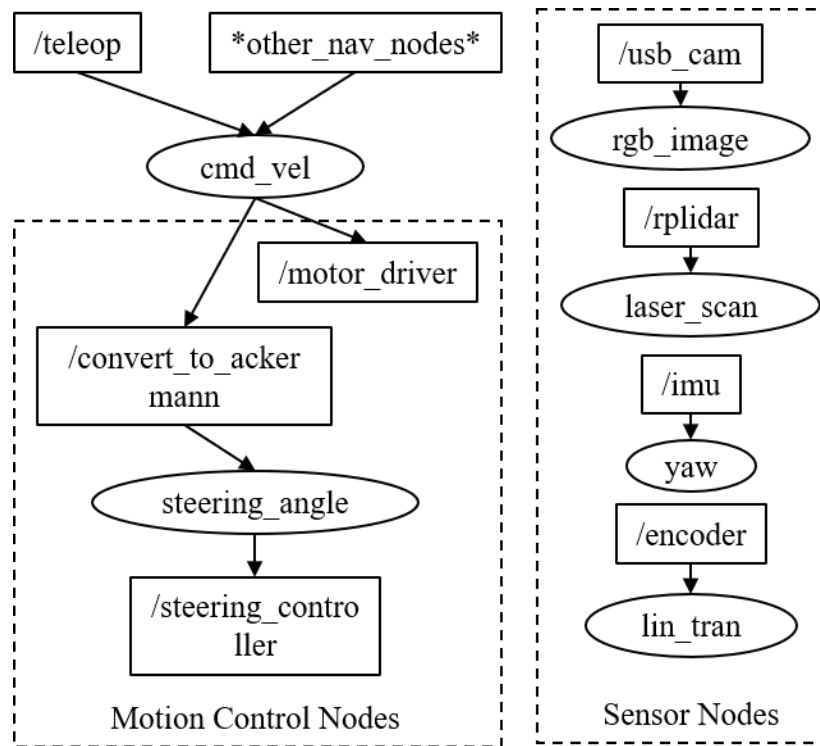 /teleop
*other_nav_nodes*
cmd_vel
/motor_driver
/convert_to_acker
mann
steering_angle
/steering_contro
ller
Motion Control Nodes
/usb_cam
rgb_image
/rplidar
laser_scan
/imu
yaw
/encoder
lin_tran
Sensor Nodes